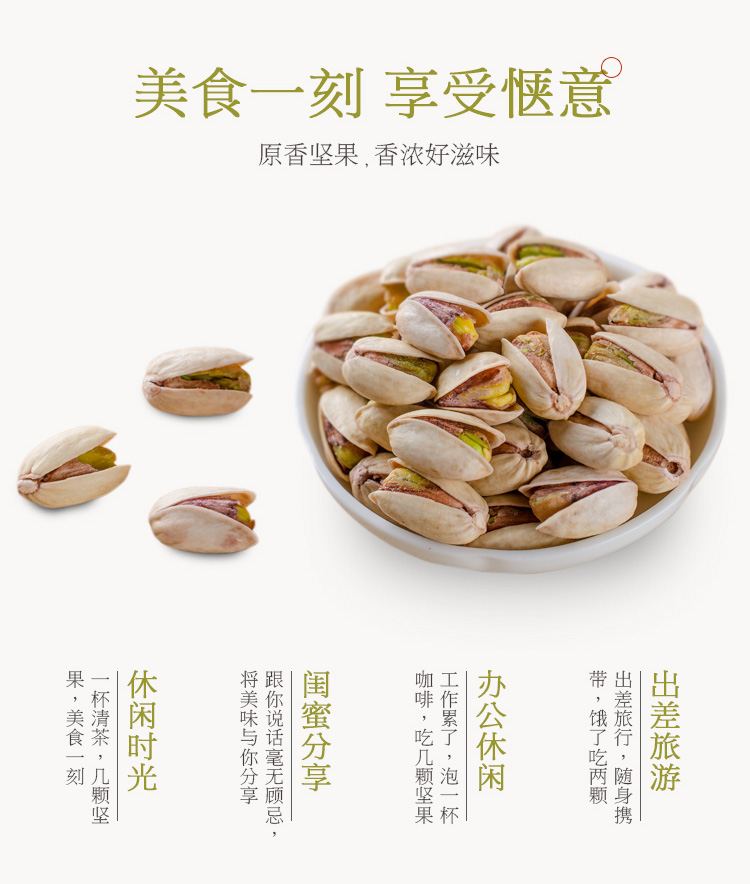 美食一刻 享受惬意
原香坚果,香浓好滋味
出差旅游
出差旅行，随身携
带，饿了吃两颗
办公休闲
工作累了，泡一杯
咖啡，吃几颗坚果
闺蜜分享
跟你说话毫无顾忌，
将美味与你分享
休闲时光
一杯清茶，几颗坚
果，美食一刻